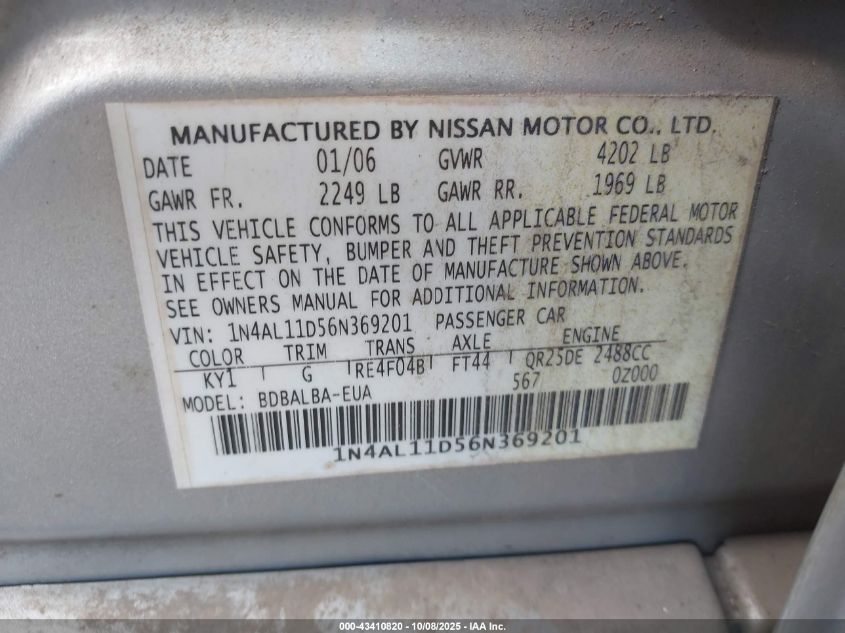 MANUFACTURED BY NISSAN MOTOR CO., LTD.
DATE 01/06 GVWR 4202 LB
GAWR FR. 2249 LB GAWR RR. 1969 LB
THIS VEHICLE CONFORMS TO ALL APPLICABLE FEDERAL MOTOR
VEHICLE SAFETY, BUMPER AND THEFT PREVENTION STANDARDS
IN EFFECT ON THE DATE OF MANUFACTURE SHOWN ABOVE.
SEE OWNERS MANUAL FOR ADDITIONAL INFORMATION.
VIN: 1N4AL11D56N369201 PASSENGER CAR
COLOR TRIM TRANS AXLE ENGINE
KY1 G RE4F04B FT44 QR25DE 2488CC
MODEL: BDBALBA-EUA 567 0Z000
1N4AL11D56N369201
000-43410820 | 10/08/2025 - IAA Inc.